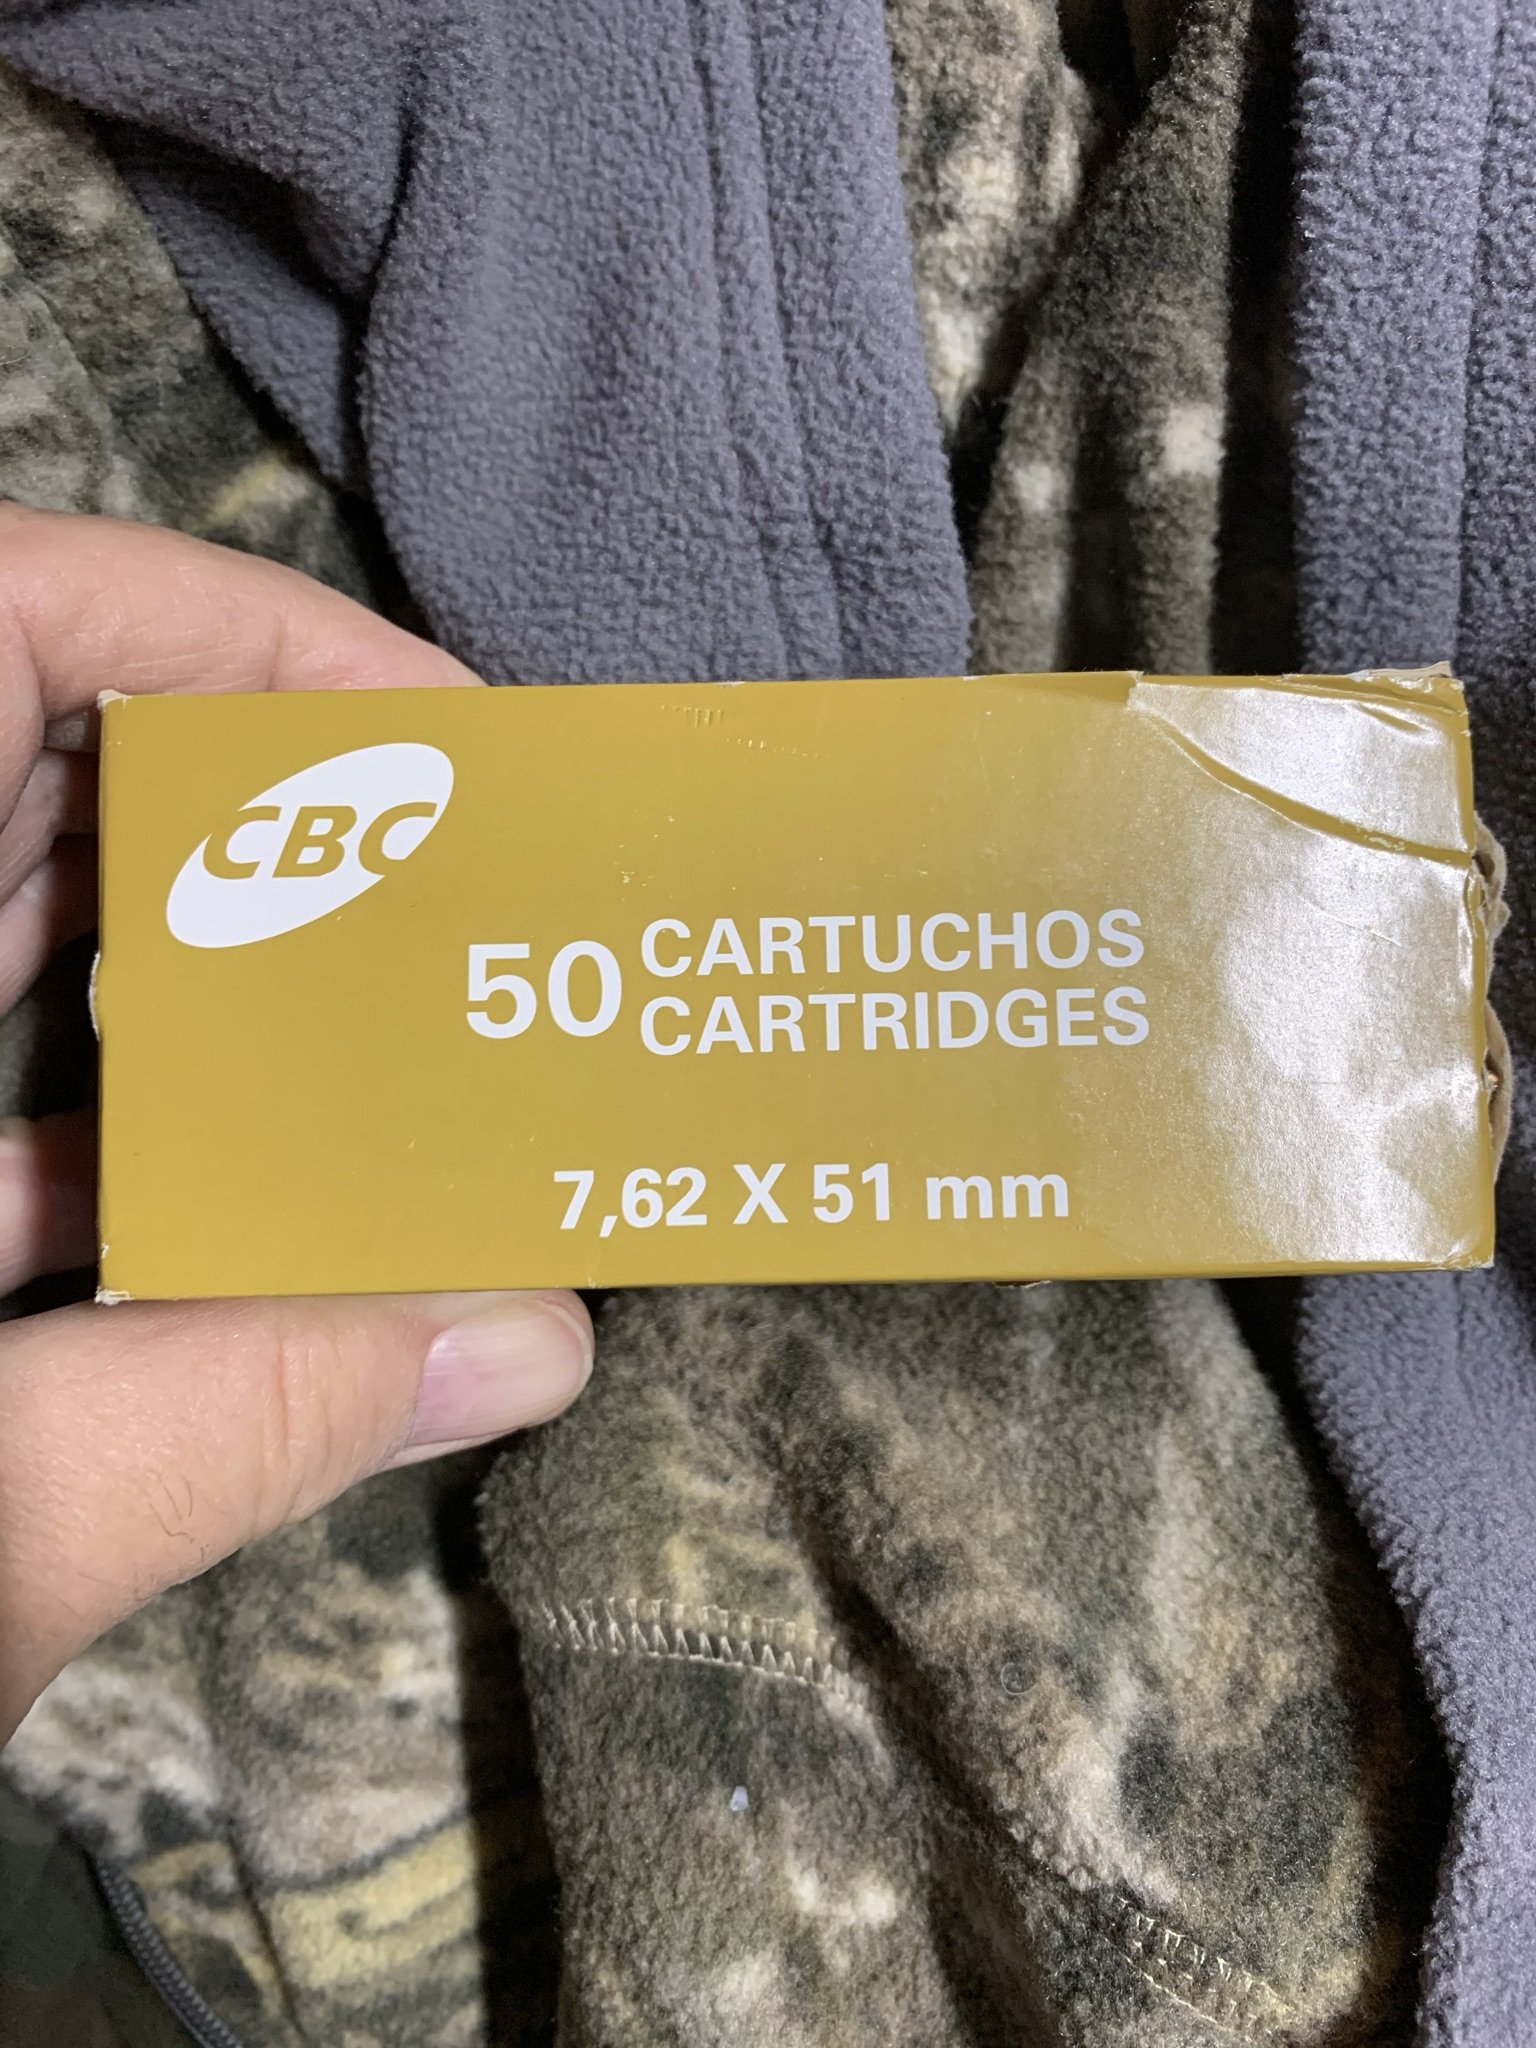 CBC
50 CARTUCHOS
CARTRIDGES
7,62 X 51 mm